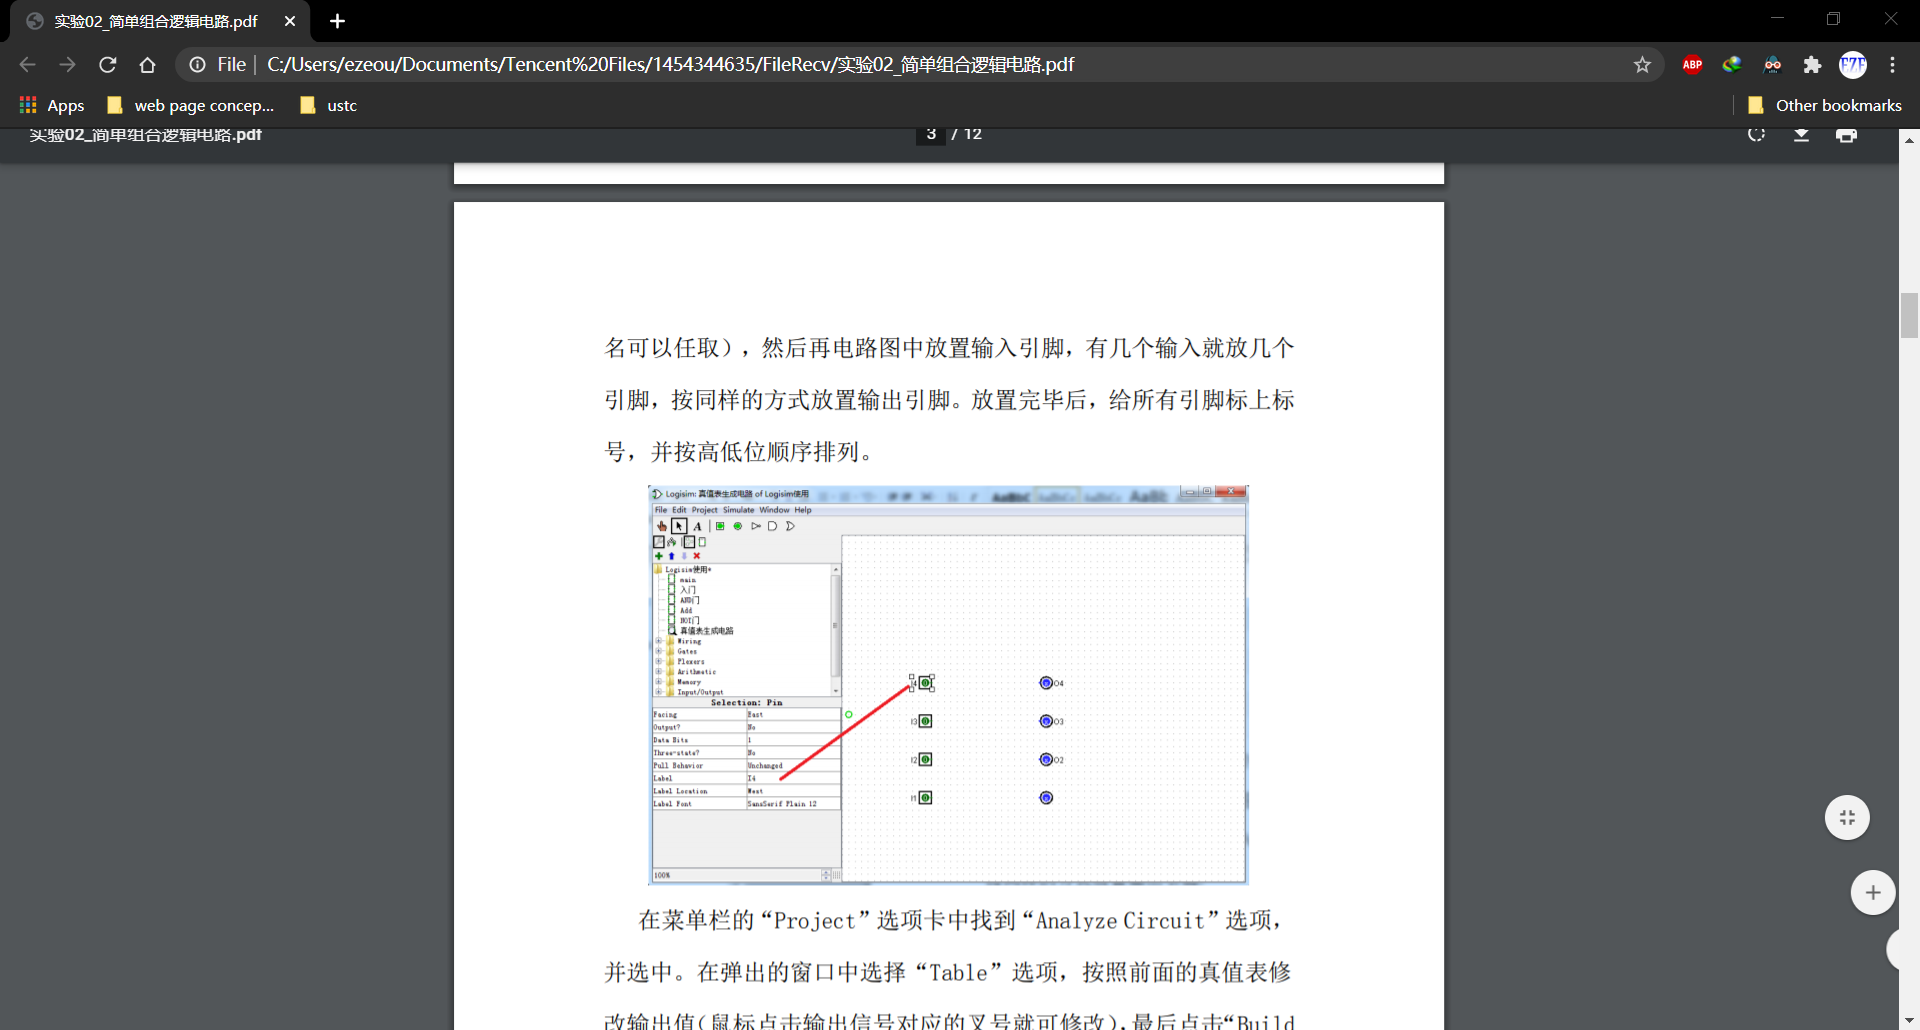 实验02_简单组合逻辑电路.pdf
File C:/Users/ezeou/Documents/Tencent%20Files/1454344635/FileRecv/实验02_简单组合逻辑电路.pdf
ABP
EZE
Apps web page concep... ustc Other bookmarks
实验02_简单组合逻辑电路.pdf 3 / 12
名可以任取），然后再电路图中放置输入引脚，有几个输入就放几个
引脚，按同样的方式放置输出引脚。放置完毕后，给所有引脚标上标
号，并按高低位顺序排列。
Logisim: 真值表生成电路 of Logisim使用
File Edit Project Simulate Window Help
A
Logisim使用*
main
入门
AND门
Add
NOT门
真值表生成电路
Wiring
Gates
Plexers
Arithmetic
Memory
Input/Output
Selection: Pin
Facing East
Output? No
Data Bits 1
Three-state? No
Pull Behavior Unchanged
Label I4
Label Location West
Label Font SansSerif Plain 12
100%
I4 O4
I3 O3
I2 O2
I1
在菜单栏的“Project”选项卡中找到“Analyze Circuit”选项，
并选中。在弹出的窗口中选择“Table”选项，按照前面的真值表修
改输出值（鼠标点击输出信号对应的叉号就可修改），最后点击“Build